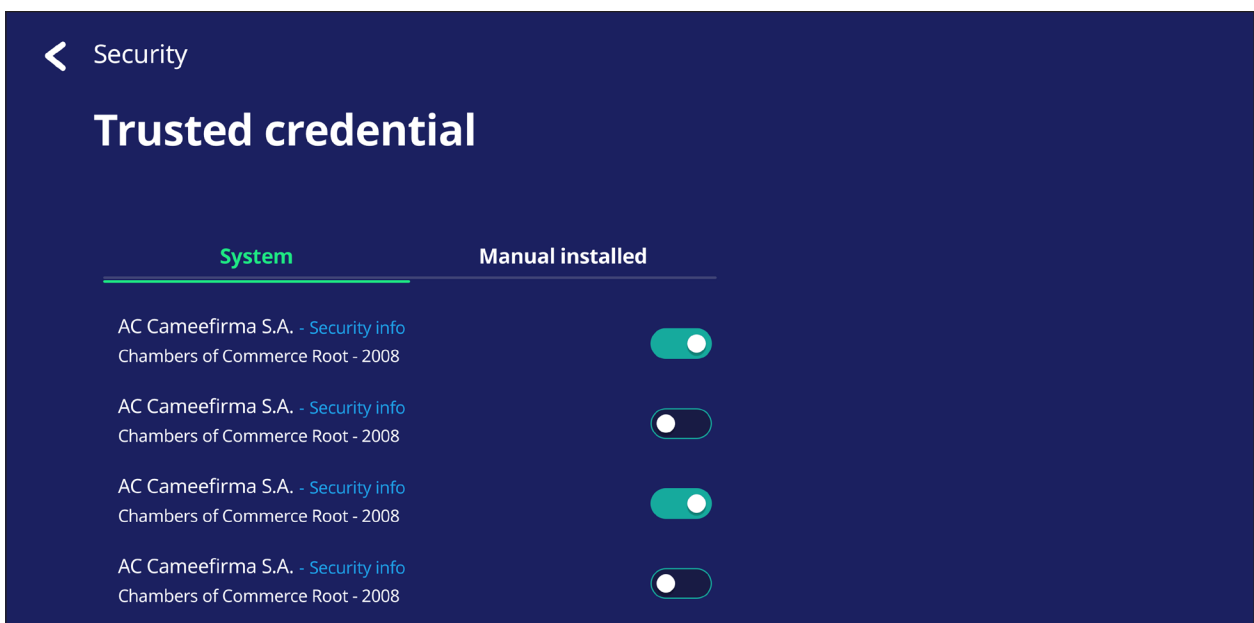 Security
Trusted credential
System Manual installed
AC Cameefirma S.A. - Security info
Chambers of Commerce Root - 2008
AC Cameefirma S.A. - Security info
Chambers of Commerce Root - 2008
AC Cameefirma S.A. - Security info
Chambers of Commerce Root - 2008
AC Cameefirma S.A. - Security info
Chambers of Commerce Root - 2008